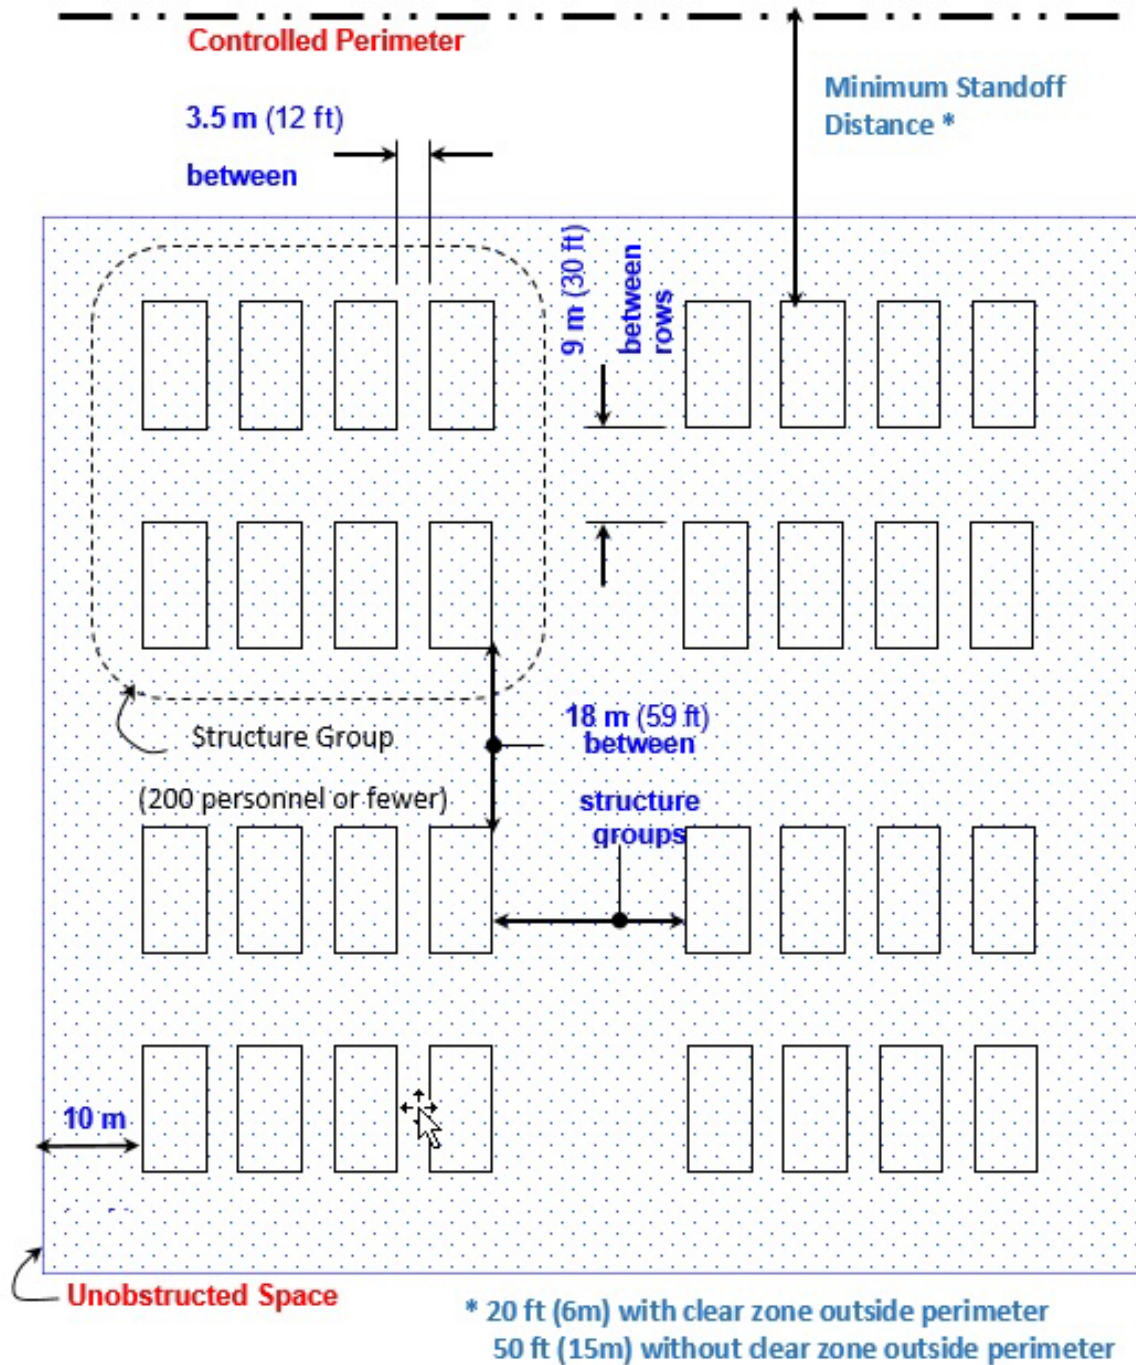 Controlled Perimeter
3.5 m (12 ft)
between
Minimum Standoff
Distance *
9 m (30 ft)
between
rows
Structure Group
(200 personnel or fewer)
18 m (59 ft)
between
structure
groups
10 m
Unobstructed Space
* 20 ft (6m) with clear zone outside perimeter
50 ft (15m) without clear zone outside perimeter